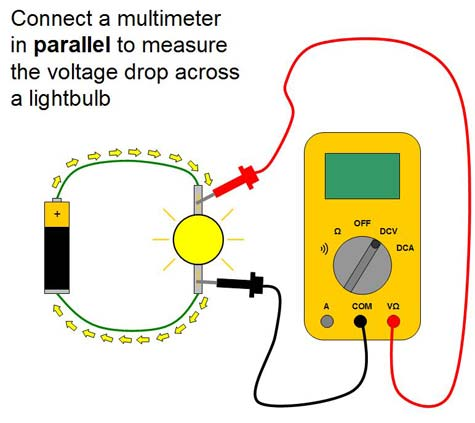 Connect a multimeter
in parallel to measure
the voltage drop across
a lightbulb
+
OFF
Ω
DCV
DCA
A
COM
VΩ